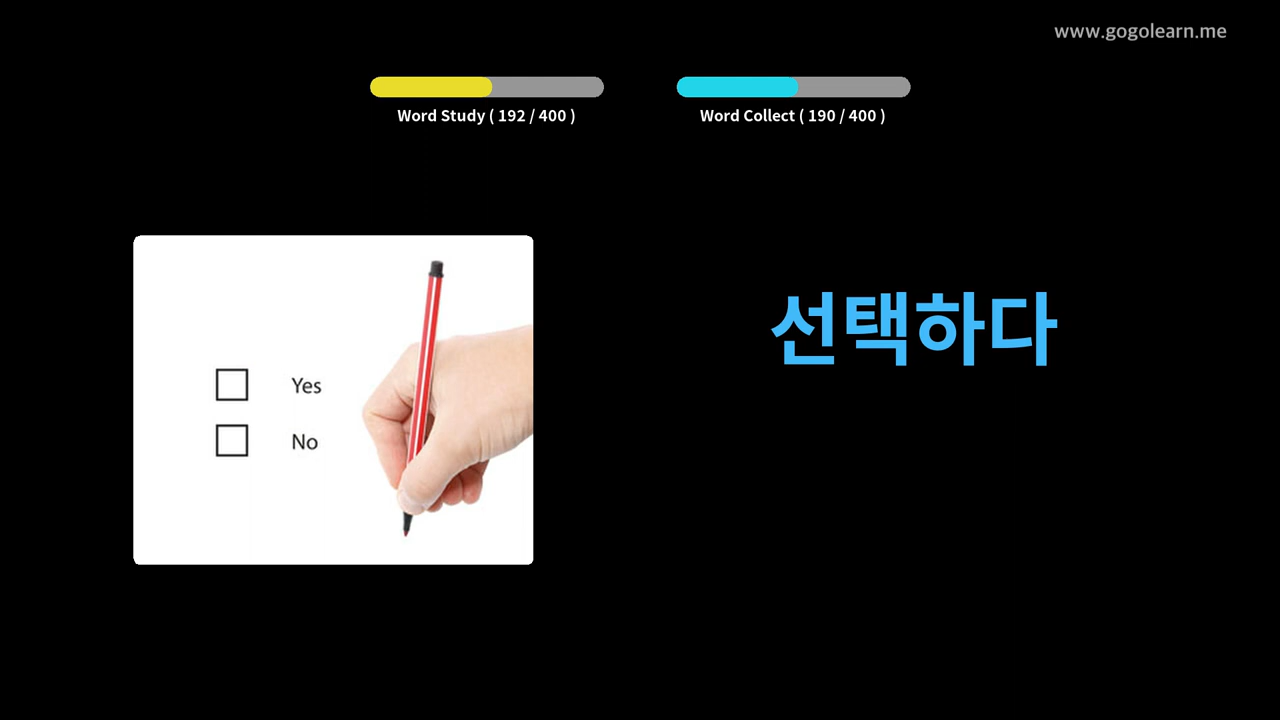 www.gogolearn.me
Word Study ( 192 / 400 )
Word Collect ( 190 / 400 )
Yes
No
선택하다